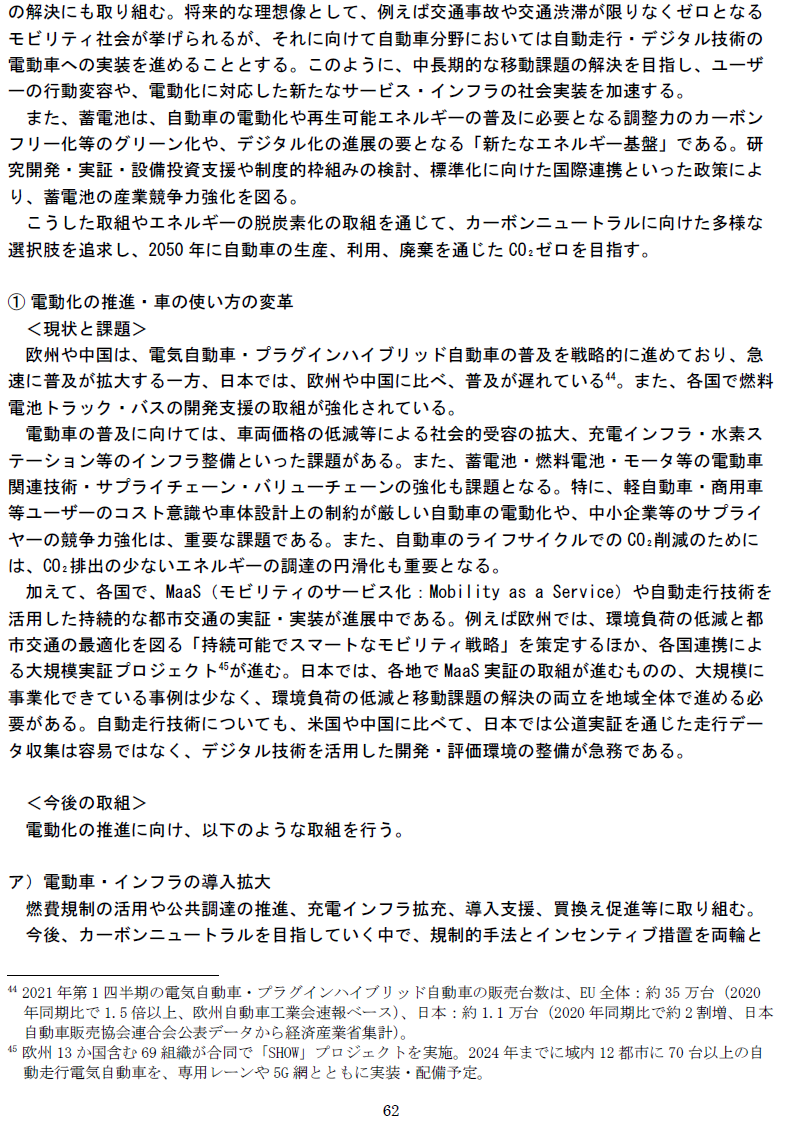 の解決にも取り組む。将来的な理想像として、例えば交通事故や交通渋滞が限りなくゼロとなる
モビリティ社会が挙げられるが、それに向けて自動車分野においては自動走行・デジタル技術の
電動車への実装を進めることとする。このように、中長期的な移動課題の解決を目指し、ユーザ
ーの行動変容や、電動化に対応した新たなサービス・インフラの社会実装を加速する。
また、蓄電池は、自動車の電動化や再生可能エネルギーの普及に必要となる調整力のカーボン
フリー化等のグリーン化や、デジタル化の進展の要となる「新たなエネルギー基盤」である。研
究開発・実証・設備投資支援や制度的枠組みの検討、標準化に向けた国際連携といった政策によ
り、蓄電池の産業競争力強化を図る。
こうした取組やエネルギーの脱炭素化の取組を通じて、カーボンニュートラルに向けた多様な
選択肢を追求し、2050 年に自動車の生産、利用、廃棄を通じた CO₂ゼロを目指す。
① 電動化の推進・車の使い方の変革
＜現状と課題＞
欧州や中国は、電気自動車・プラグインハイブリッド自動車の普及を戦略的に進めており、急
速に普及が拡大する一方、日本では、欧州や中国に比べ、普及が遅れている⁴⁴。また、各国で燃料
電池トラック・バスの開発支援の取組が強化されている。
電動車の普及に向けては、車両価格の低減等による社会的受容の拡大、充電インフラ・水素ス
テーション等のインフラ整備といった課題がある。また、蓄電池・燃料電池・モータ等の電動車
関連技術・サプライチェーン・バリューチェーンの強化も課題となる。特に、軽自動車・商用車
等ユーザーのコスト意識や車体設計上の制約が厳しい自動車の電動化や、中小企業等のサプライ
ヤーの競争力強化は、重要な課題である。また、自動車のライフサイクルでの CO₂削減のために
は、CO₂排出の少ないエネルギーの調達の円滑化も重要となる。
加えて、各国で、MaaS（モビリティのサービス化：Mobility as a Service）や自動走行技術を
活用した持続的な都市交通の実証・実装が進展中である。例えば欧州では、環境負荷の低減と都
市交通の最適化を図る「持続可能でスマートなモビリティ戦略」を策定するほか、各国連携によ
る大規模実証プロジェクト⁴⁵が進む。日本では、各地で MaaS 実証の取組が進むものの、大規模に
事業化できている事例は少なく、環境負荷の低減と移動課題の解決の両立を地域全体で進める必
要がある。自動走行技術についても、米国や中国に比べて、日本では公道実証を通じた走行デー
タ収集は容易ではなく、デジタル技術を活用した開発・評価環境の整備が急務である。
＜今後の取組＞
電動化の推進に向け、以下のような取組を行う。
ア）電動車・インフラの導入拡大
燃費規制の活用や公共調達の推進、充電インフラ拡充、導入支援、買換え促進等に取り組む。
今後、カーボンニュートラルを目指していく中で、規制的手法とインセンティブ措置を両輪と
⁴⁴ 2021 年第 1 四半期の電気自動車・プラグインハイブリッド自動車の販売台数は、EU 全体：約 35 万台（2020
年同期比で 1.5 倍以上、欧州自動車工業会速報ベース）、日本：約 1.1 万台（2020 年同期比で約 2 割増、日本
自動車販売協会連合会公表データから経済産業省集計）。
⁴⁵ 欧州 13 か国含む 69 組織が合同で「SHOW」プロジェクトを実施。2024 年までに域内 12 都市に 70 台以上の自
動走行電気自動車を、専用レーンや 5G 網とともに実装・配備予定。
62